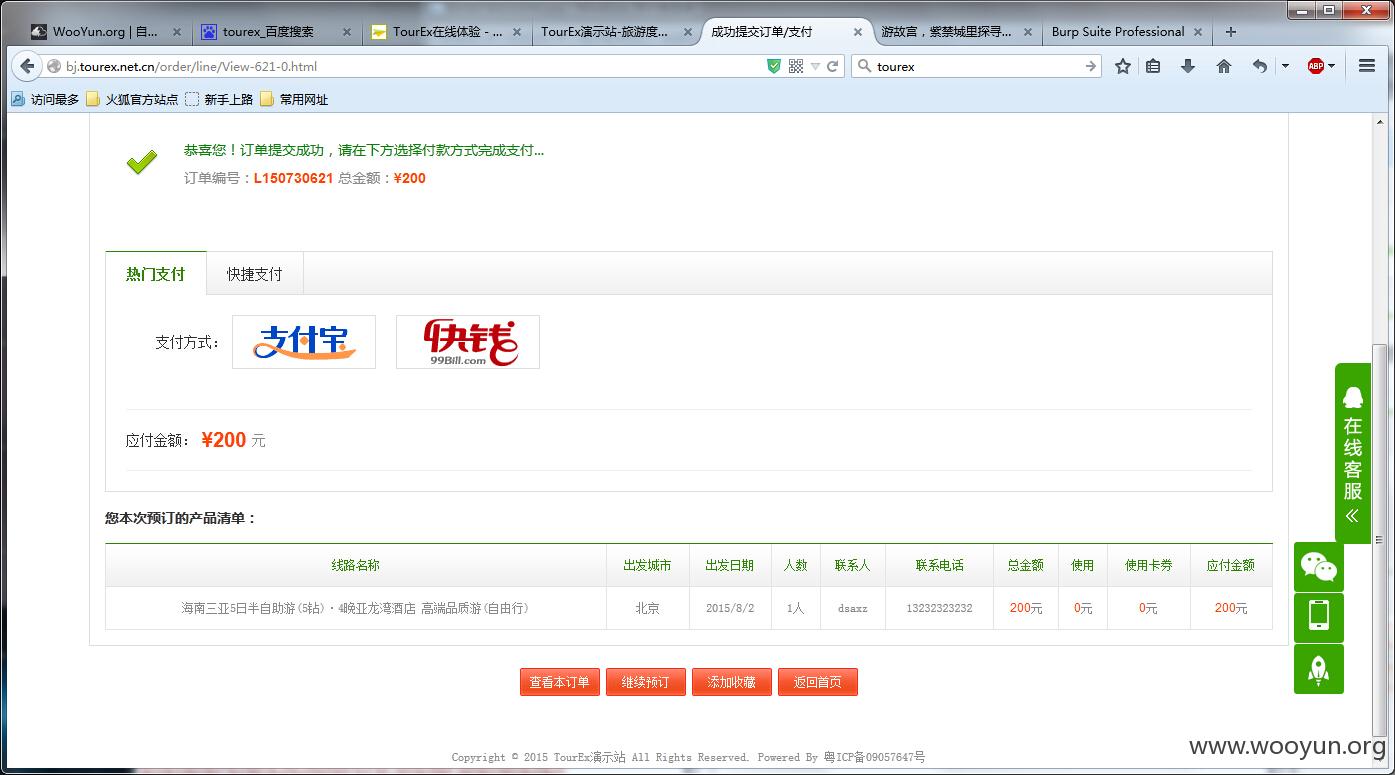 WooYun.org | 自...
tourex_百度搜索
TourEx在线体验 - ...
TourEx演示站-旅游度...
成功提交订单/支付
游故宫，紫禁城里探寻...
Burp Suite Professional
bj.tourex.net.cn/order/line/View-621-0.html
tourex
ABP
访问最多 火狐官方站点 新手上路 常用网址
恭喜您！订单提交成功，请在下方选择付款方式完成支付...
订单编号：L150730621 总金额：¥200
热门支付 快捷支付
支付方式： 支付宝 快钱
99Bill.com
应付金额： ¥200 元
您本次预订的产品清单：
线路名称 出发城市 出发日期 人数 联系人 联系电话 总金额 使用 使用卡券 应付金额
海南三亚5日半自助游(5钻)·4晚亚龙湾酒店 高端品质游(自由行) 北京 2015/8/2 1人 dsaxz 13232323232 200元 0元 0元 200元
查看本订单 继续预订 添加收藏 返回首页
在线客服
Copyright © 2015 TourEx演示站 All Rights Reserved. Powered By 粤ICP备09057647号
www.wooyun.org